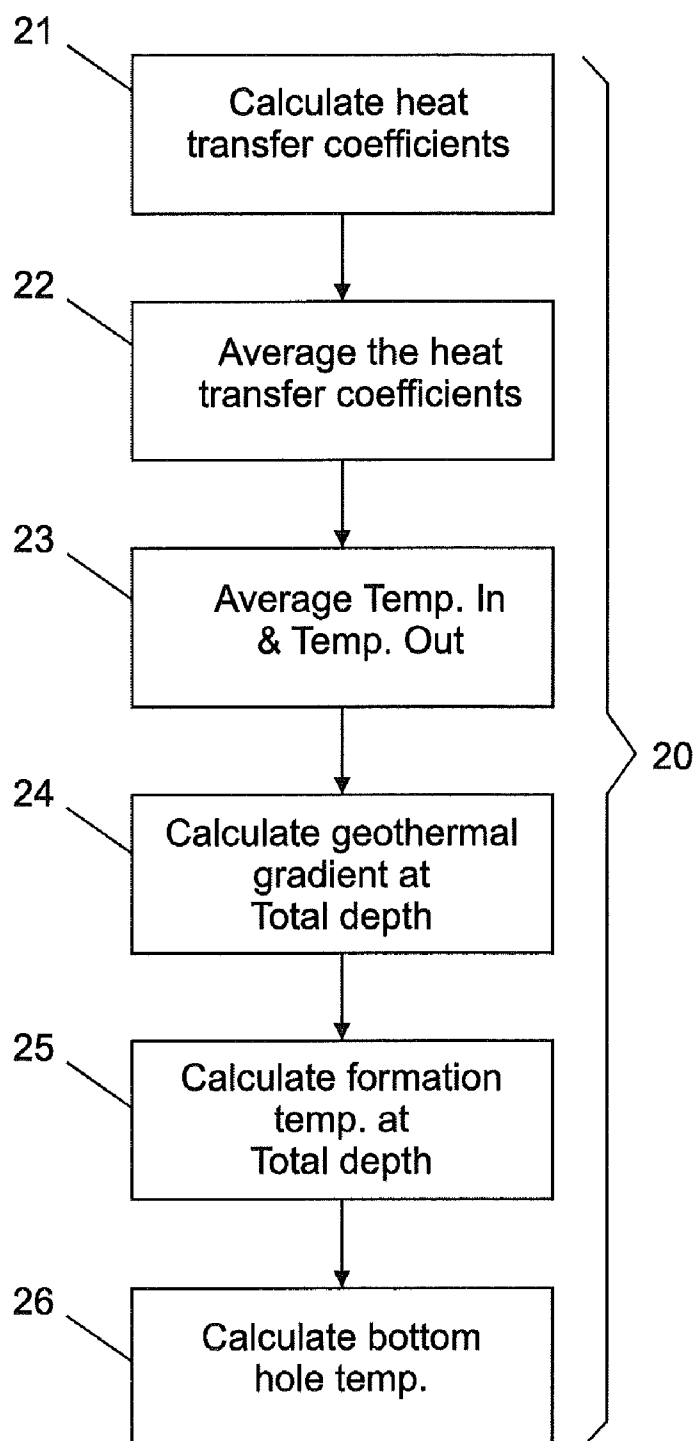 21
Calculate heat
transfer coefficients
22
Average the heat
transfer coefficients
23
Average Temp. In
& Temp. Out
20
24
Calculate geothermal
gradient at
Total depth
25
Calculate formation
temp. at
Total depth
26
Calculate bottom
hole temp.